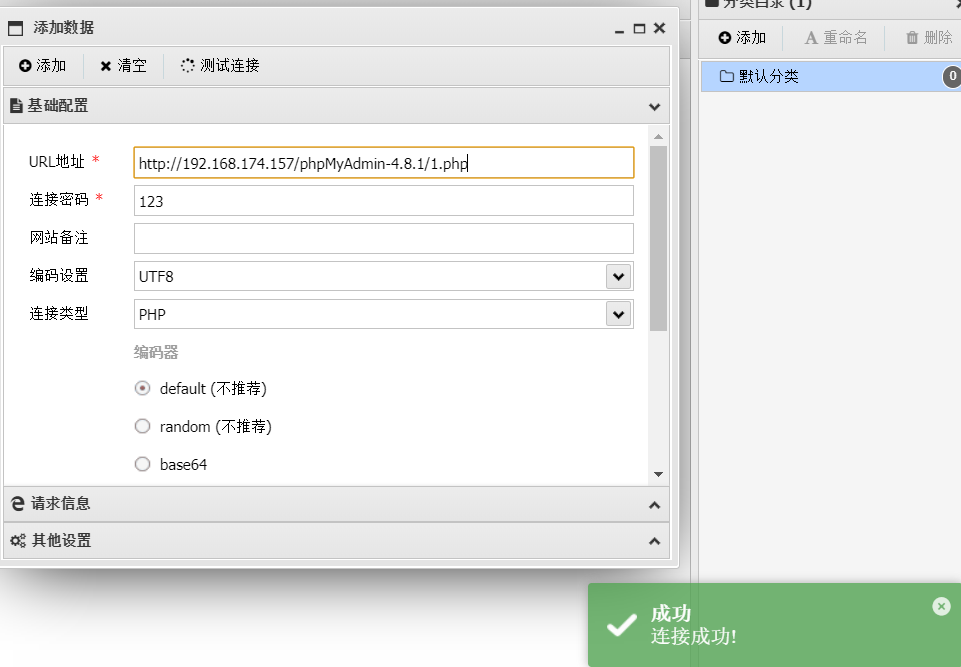 添加数据
添加 清空 测试连接
基础配置
URL地址 * http://192.168.174.157/phpMyAdmin-4.8.1/1.php
连接密码 * 123
网站备注
编码设置 UTF8
连接类型 PHP
编码器
default (不推荐)
random (不推荐)
base64
请求信息
其他设置
分类目录 (1)
添加 重命名 删除
默认分类 0
成功
连接成功!